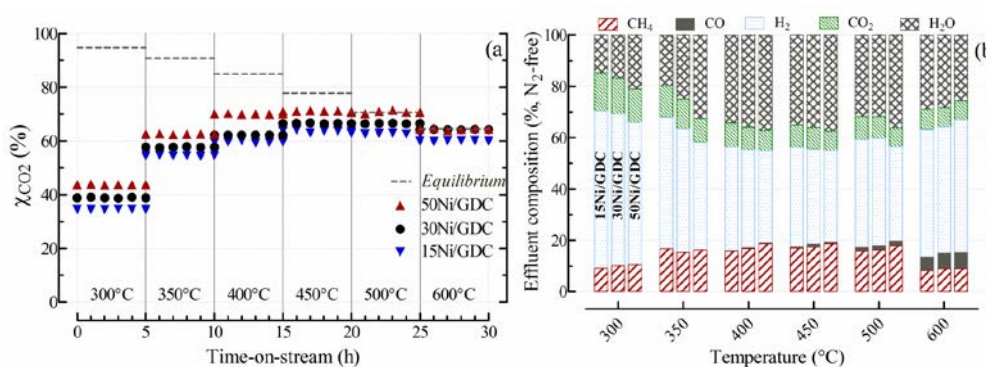 CH₄ CO H₂ CO₂ H₂O
(a)
(b)
χCO2 (%)
100
80
60
40
20
0
Equilibrium
50Ni/GDC
30Ni/GDC
15Ni/GDC
300°C 350°C 400°C 450°C 500°C 600°C
0 5 10 15 20 25 30
Time-on-stream (h)
Effluent composition (%, N₂-free)
100
80
60
40
20
0
15Ni/GDC
30Ni/GDC
50Ni/GDC
300 350 400 450 500 600
Temperature (°C)